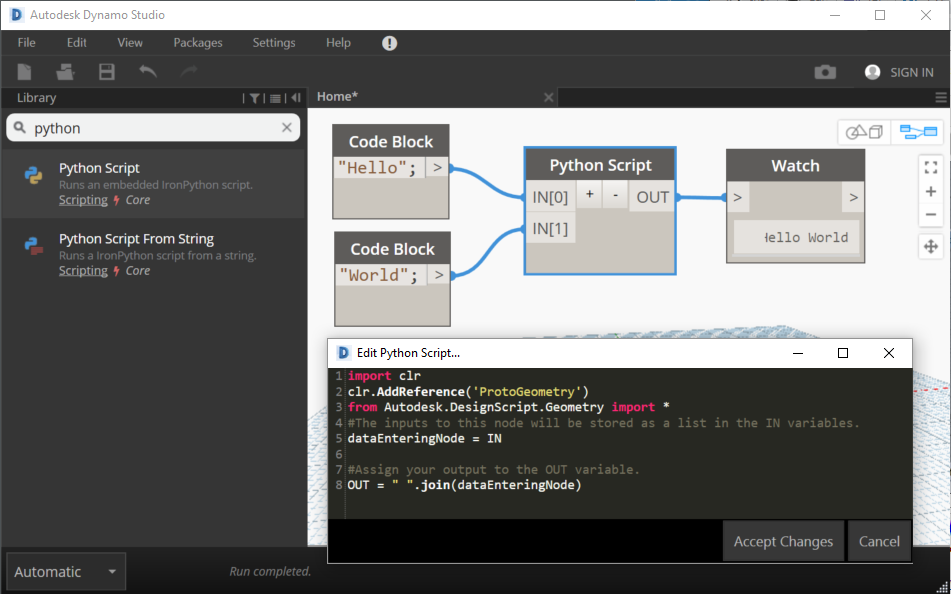 Autodesk Dynamo Studio
File Edit View Packages Settings Help
SIGN IN
Library
Home*
python
Python Script
Runs an embedded IronPython script.
Scripting Core
Python Script From String
Runs a IronPython script from a string.
Scripting Core
Code Block
"Hello"; >
Code Block
"World"; >
Python Script
IN[0] + - OUT
IN[1]
Watch
> >
Hello World
Edit Python Script...
1 import clr
2 clr.AddReference('ProtoGeometry')
3 from Autodesk.DesignScript.Geometry import *
4 #The inputs to this node will be stored as a list in the IN variables.
5 dataEnteringNode = IN
6
7 #Assign your output to the OUT variable.
8 OUT = " ".join(dataEnteringNode)
Accept Changes Cancel
Automatic
Run completed.